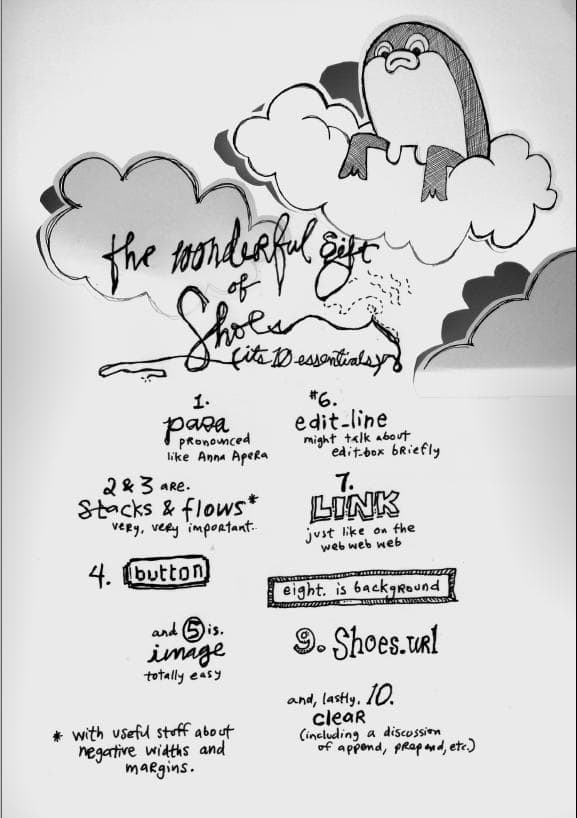 the wonderful gift
of
Shoes
(its 10 essentials)
1.
para
pronounced
like Anna Apera
2 & 3 are.
stacks & flows*
very, very important.
4. button
and 5 is.
image
totally easy
* with useful stuff about
negative widths and
margins.
#6.
edit_line
might talk about
edit_box briefly
7.
LINK
just like on the
web web web
eight. is background
9. Shoes.url
and, lastly, 10.
clear
(including a discussion
of append, prepend, etc.)